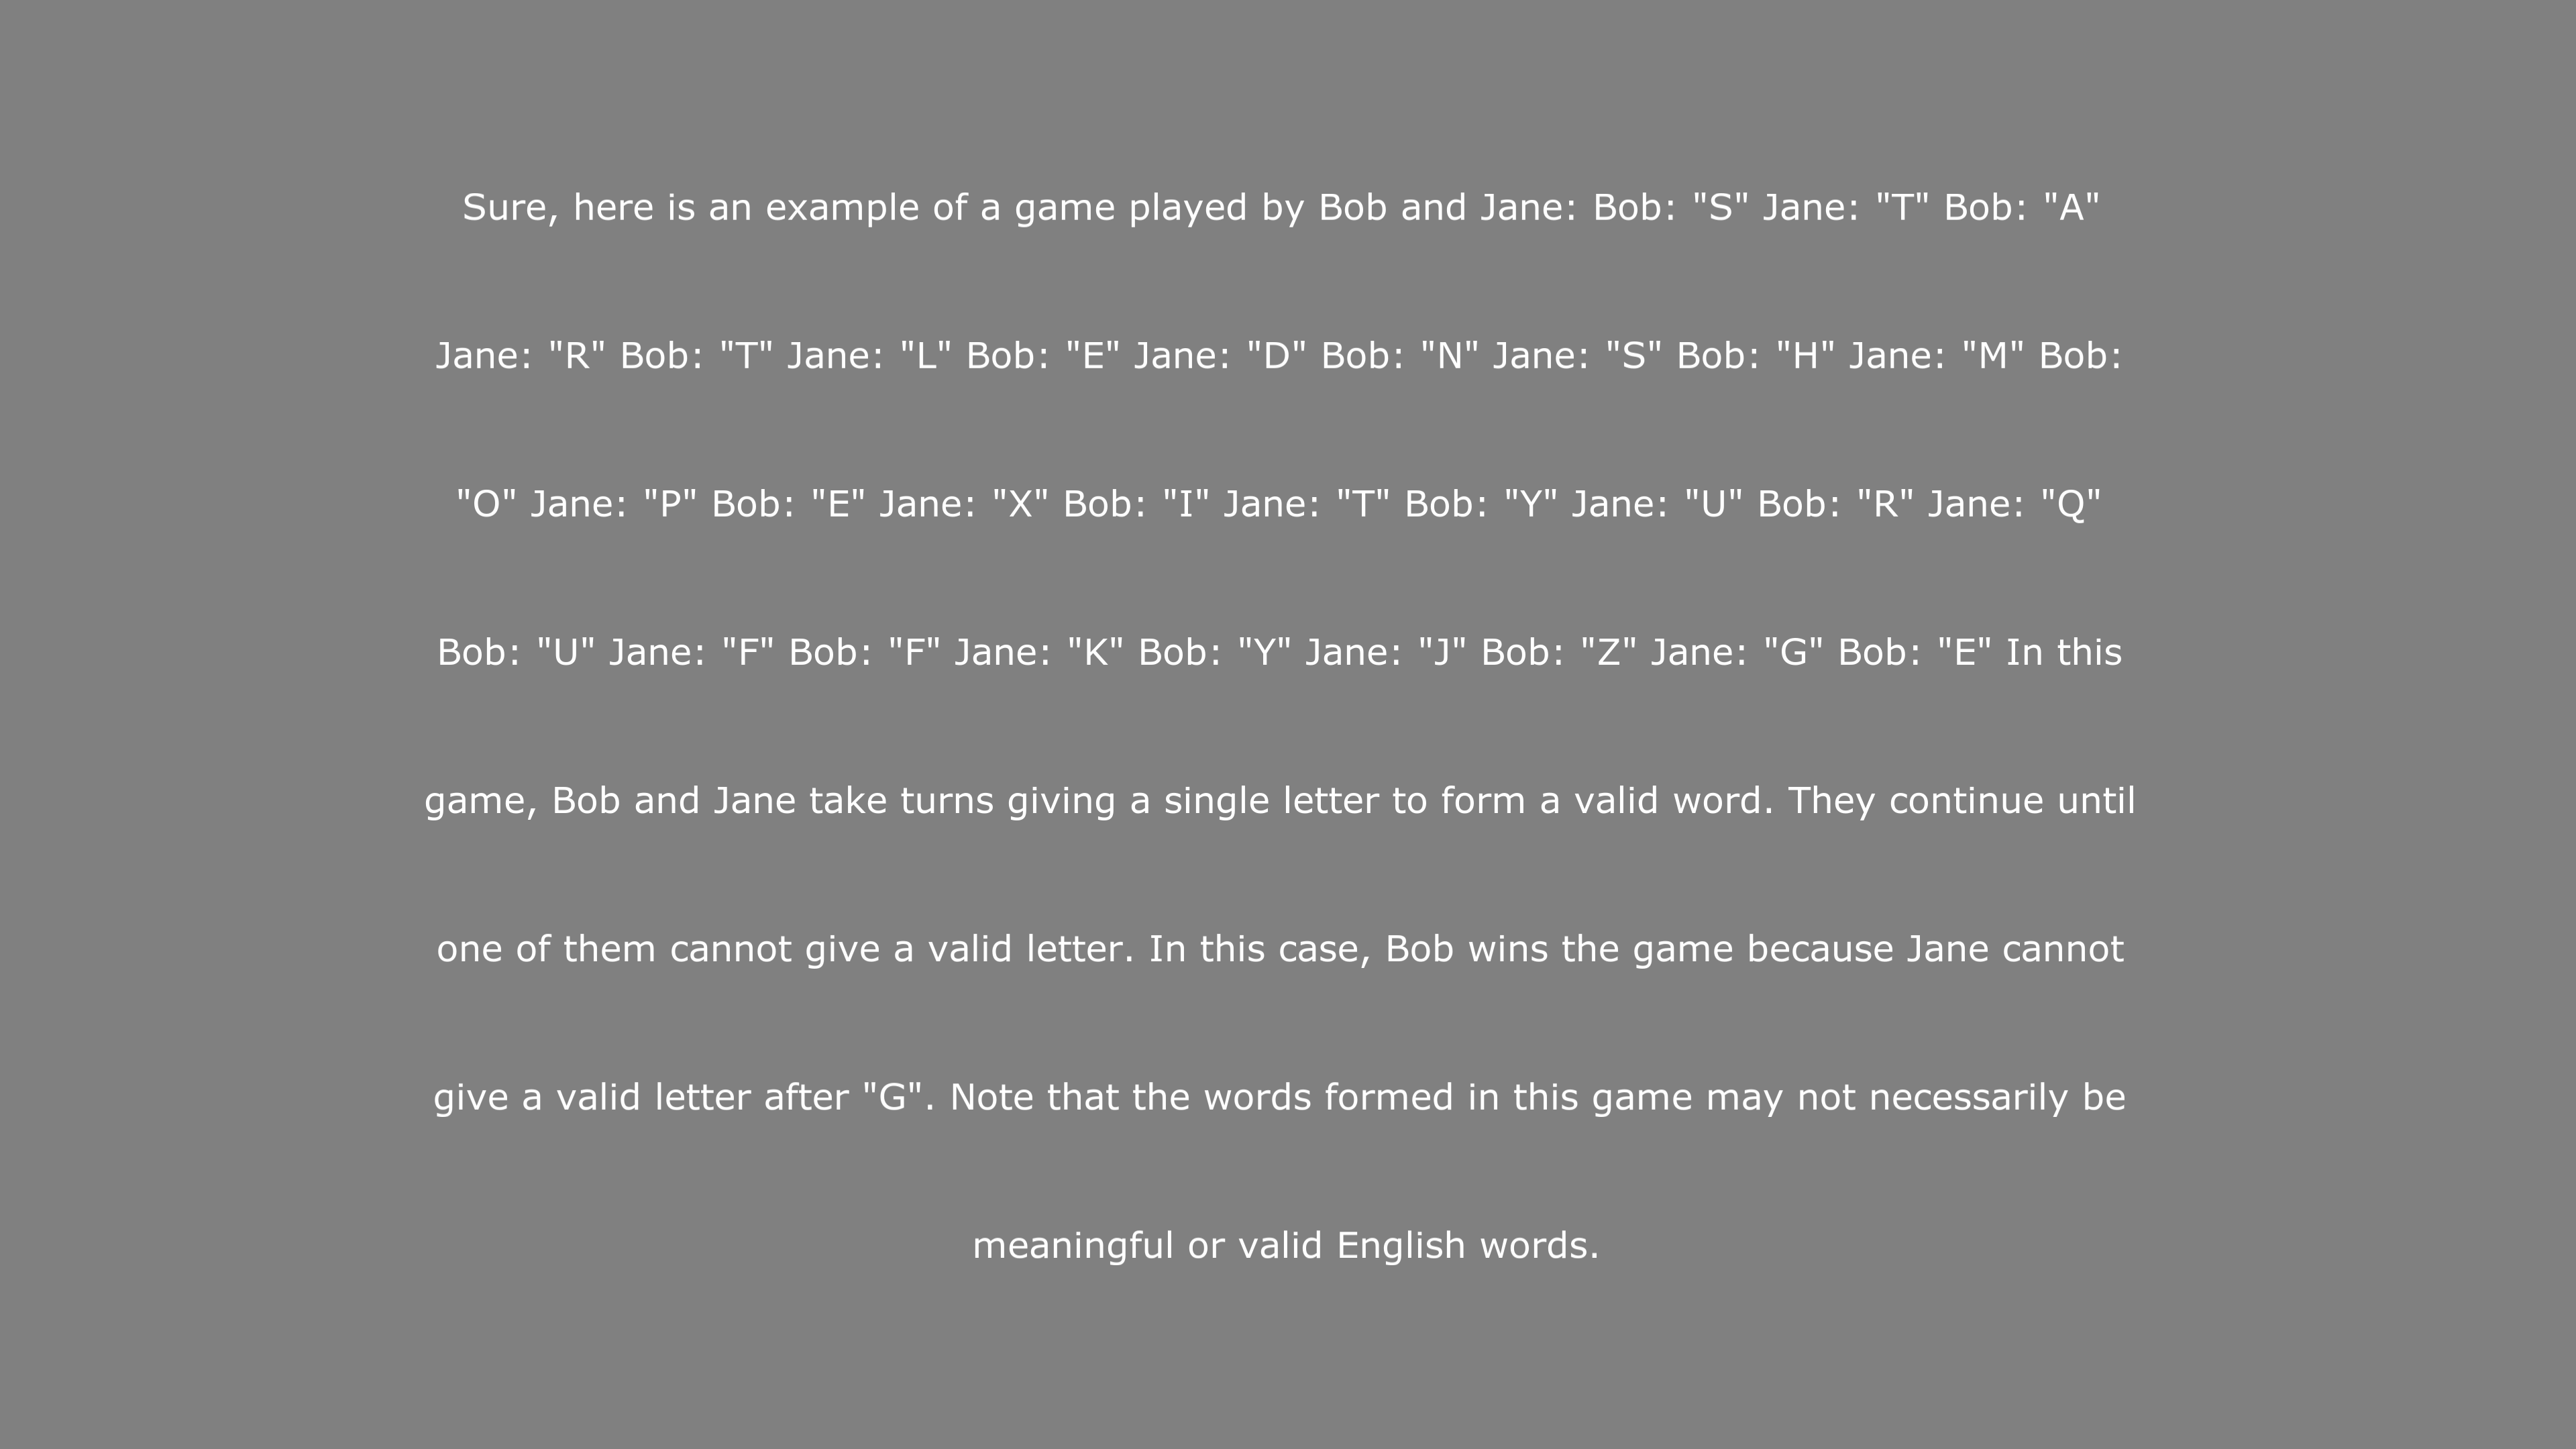 Sure, here is an example of a game played by Bob and Jane: Bob: "S" Jane: "T" Bob: "A"
Jane: "R" Bob: "T" Jane: "L" Bob: "E" Jane: "D" Bob: "N" Jane: "S" Bob: "H" Jane: "M" Bob:
"O" Jane: "P" Bob: "E" Jane: "X" Bob: "I" Jane: "T" Bob: "Y" Jane: "U" Bob: "R" Jane: "Q"
Bob: "U" Jane: "F" Bob: "F" Jane: "K" Bob: "Y" Jane: "J" Bob: "Z" Jane: "G" Bob: "E" In this
game, Bob and Jane take turns giving a single letter to form a valid word. They continue until
one of them cannot give a valid letter. In this case, Bob wins the game because Jane cannot
give a valid letter after "G". Note that the words formed in this game may not necessarily be
meaningful or valid English words.